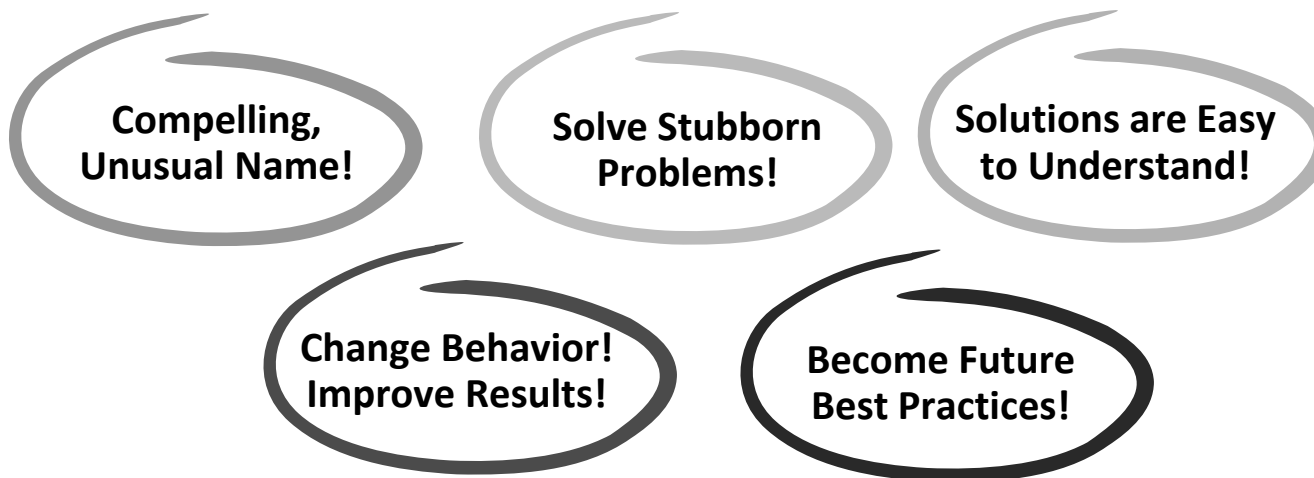 Compelling,
Unusual Name!
Solve Stubborn
Problems!
Solutions are Easy
to Understand!
Change Behavior!
Improve Results!
Become Future
Best Practices!